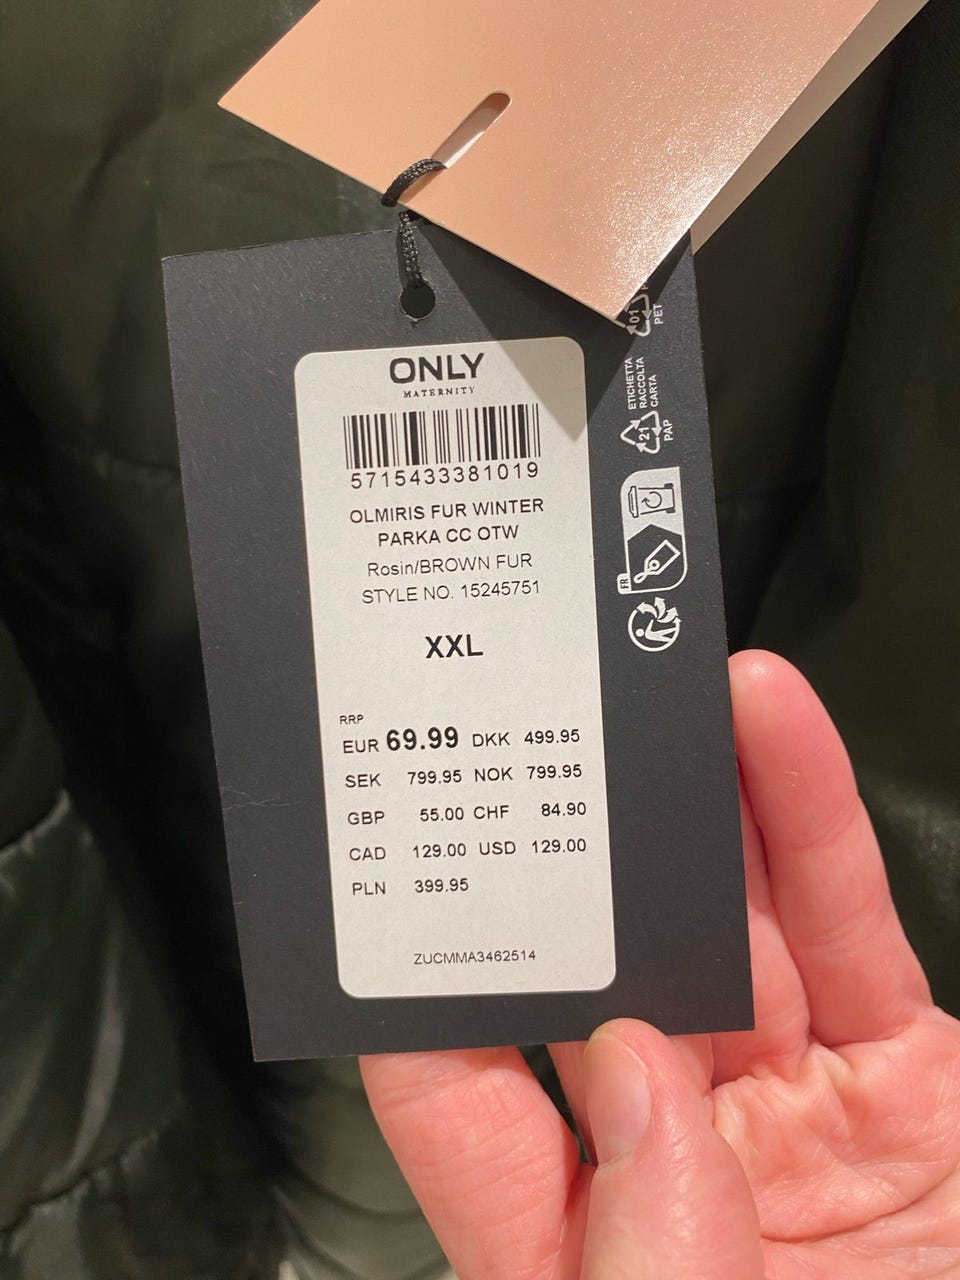 ONLY
MATERNITY
5715433381019
OLMIRIS FUR WINTER
PARKA CC OTW
Rosin/BROWN FUR
STYLE NO. 15245751
XXL
RRP
EUR 69.99 DKK 499.95
SEK 799.95 NOK 799.95
GBP 55.00 CHF 84.90
CAD 129.00 USD 129.00
PLN 399.95
ZUCMMA3462514
01
PET
ETICHETTA
RACCOLTA
CARTA
21
PAP
FR